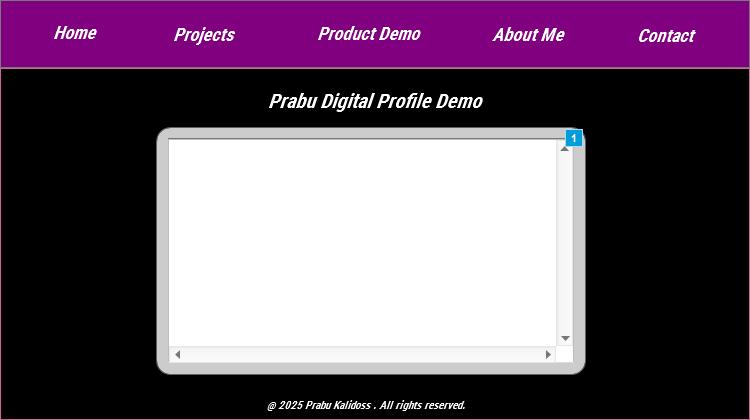 Home Projects Product Demo About Me Contact
Prabu Digital Profile Demo
1
@ 2025 Prabu Kalidoss . All rights reserved.